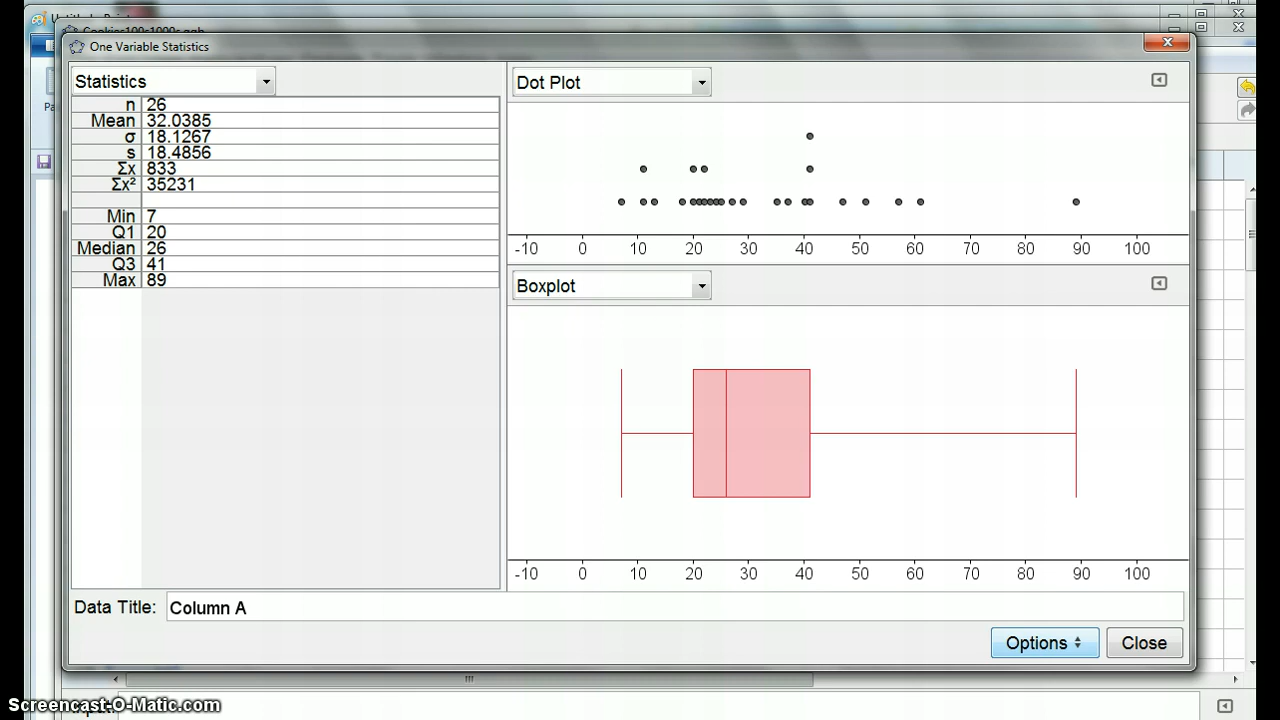 One Variable Statistics
Statistics
n 26
Mean 32.0385
σ 18.1267
s 18.4856
Σx 833
Σx² 35231
Min 7
Q1 20
Median 26
Q3 41
Max 89
Dot Plot
-10 0 10 20 30 40 50 60 70 80 90 100
Boxplot
-10 0 10 20 30 40 50 60 70 80 90 100
Data Title: Column A
Options Close
Screencast-O-Matic.com